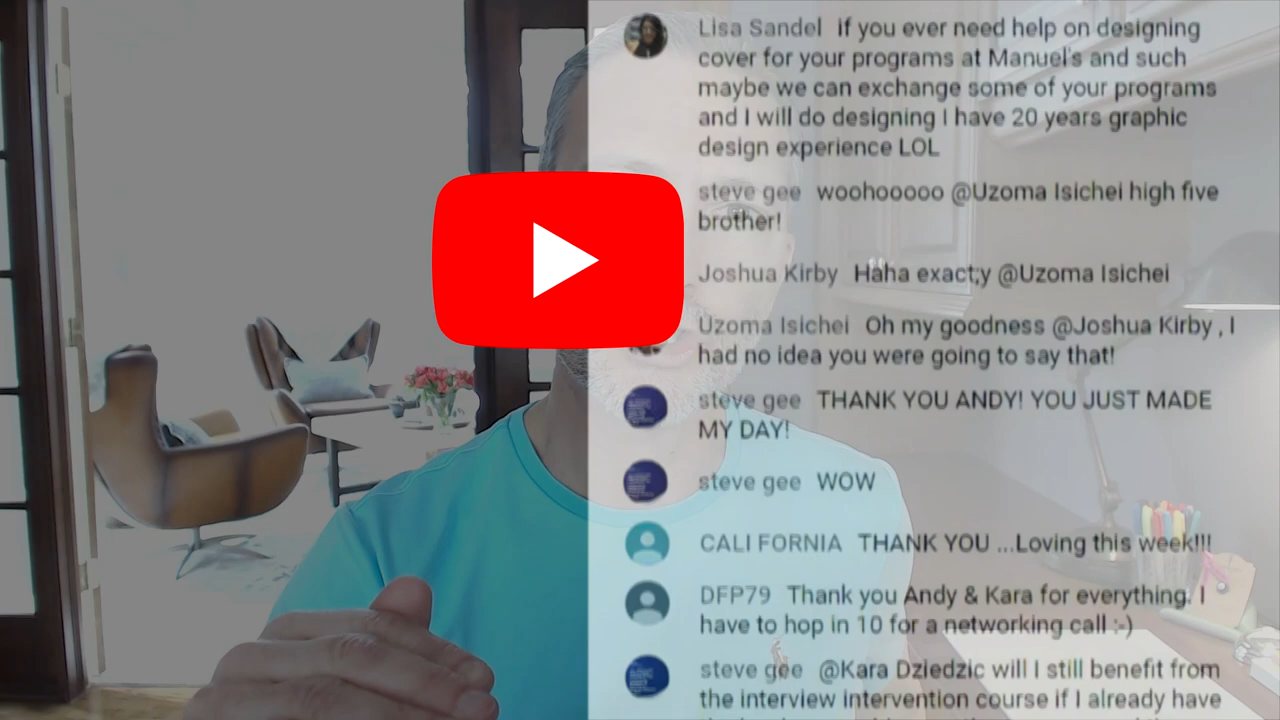 Lisa Sandel If you ever need help on designing
cover for your programs at Manuel's and such
maybe we can exchange some of your programs
and I will do designing I have 20 years graphic
design experience LOL
steve gee woohooooo @Uzoma Isichei high five
brother!
Joshua Kirby Haha exact;y @Uzoma Isichei
Uzoma Isichei Oh my goodness @Joshua Kirby , I
had no idea you were going to say that!
steve gee THANK YOU ANDY! YOU JUST MADE
MY DAY!
steve gee WOW
CALI FORNIA THANK YOU ...Loving this week!!!
DFP79 Thank you Andy & Kara for everything. I
have to hop in 10 for a networking call :-)
steve gee @Kara Dziedzic will I still benefit from
the interview intervention course if I already have